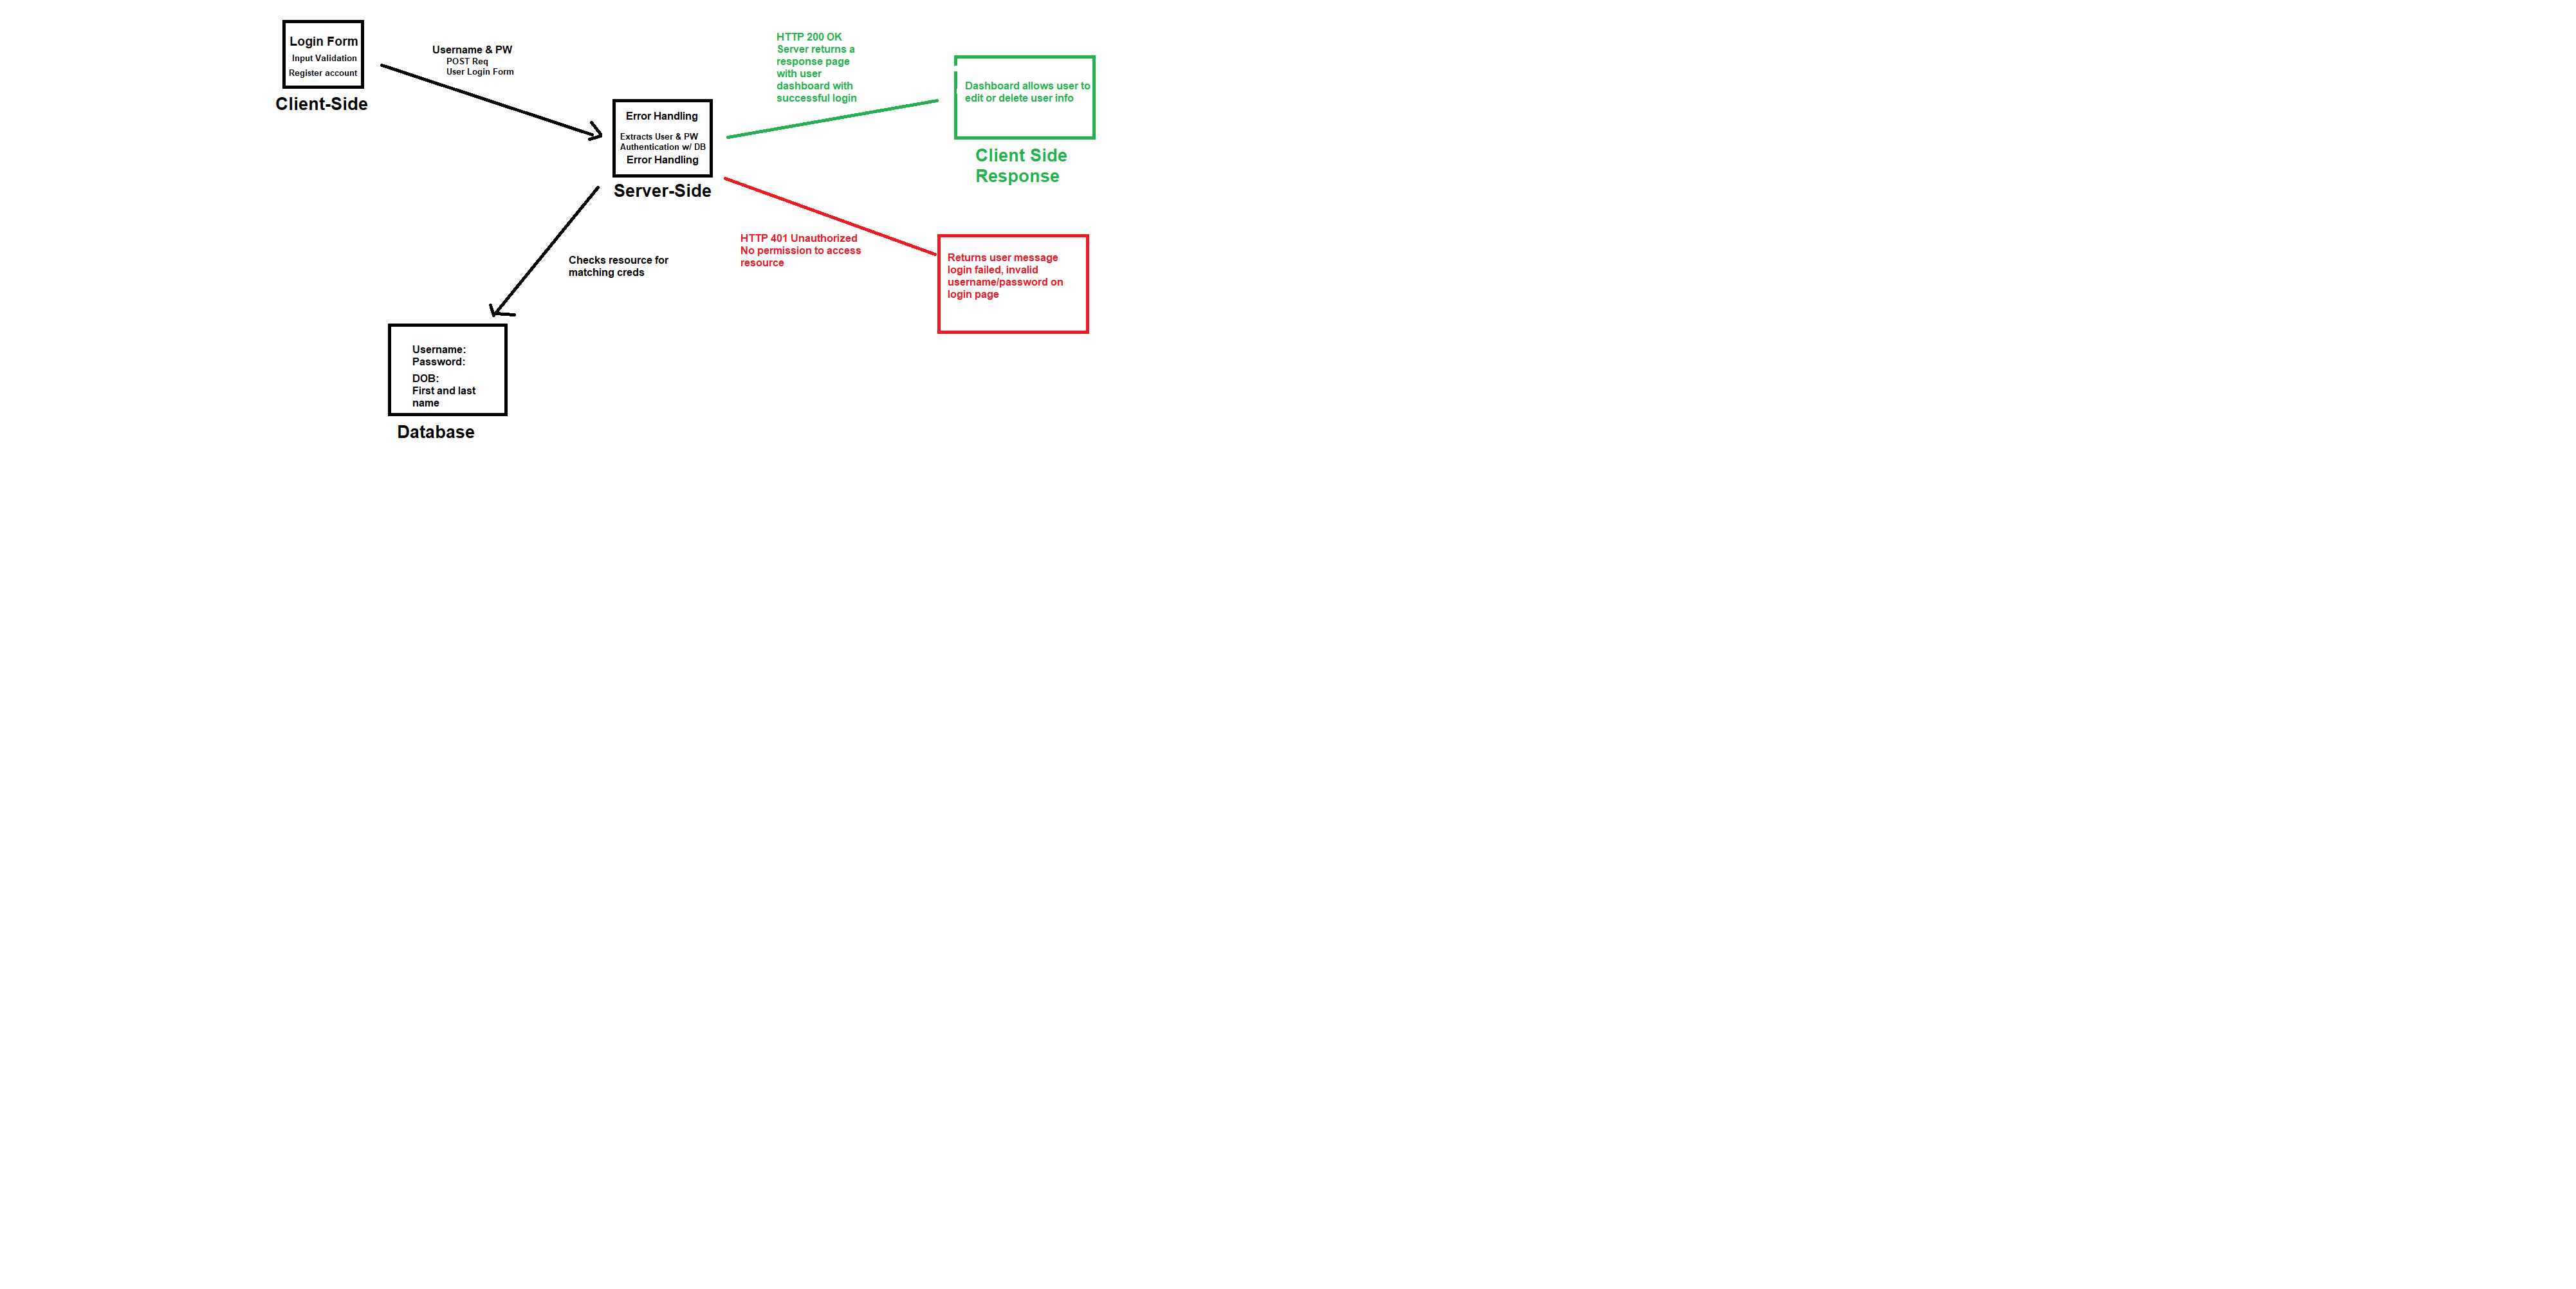 Login Form
Input Validation
Register account
Client-Side
Username & PW
POST Req
User Login Form
Error Handling
Extracts User & PW
Authentication w/ DB
Error Handling
Server-Side
HTTP 200 OK
Server returns a
response page
with user
dashboard with
successful login
Dashboard allows user to
edit or delete user info
Client Side
Response
HTTP 401 Unauthorized
No permission to access
resource
Returns user message
login failed, invalid
username/password on
login page
Checks resource for
matching creds
Username:
Password:
DOB:
First and last
name
Database